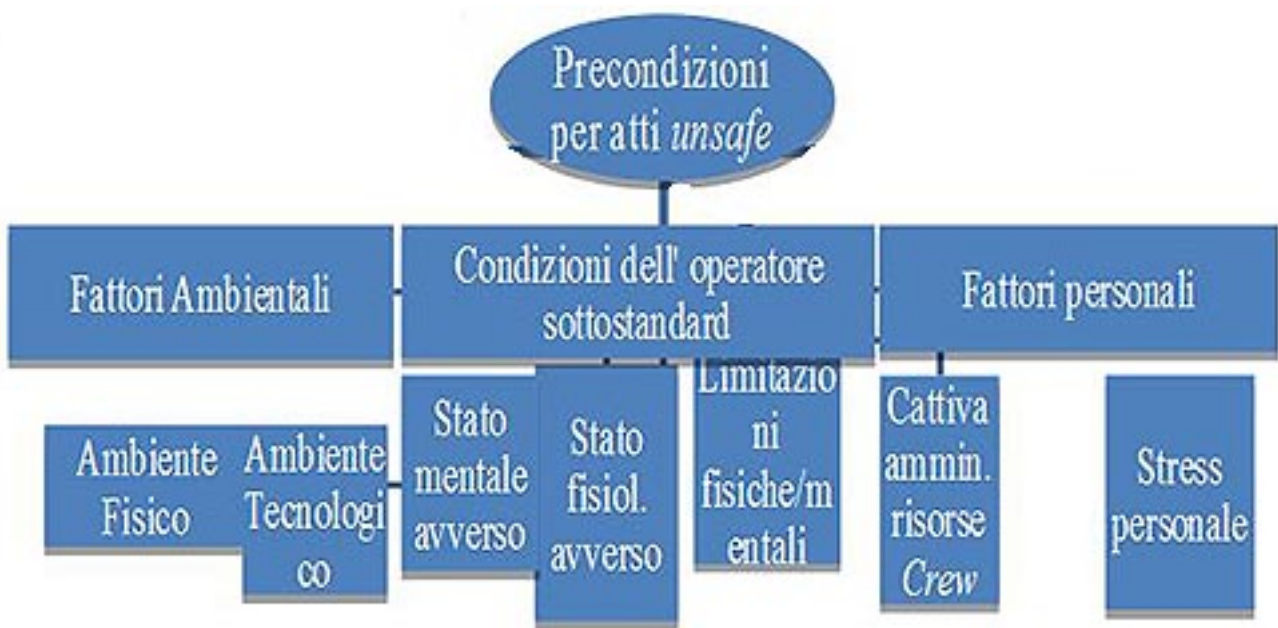 Precondizioni
per atti unsafe
Fattori Ambientali
Condizioni dell' operatore
sottostandard
Fattori personali
Ambiente
Fisico
Ambiente
Tecnologi
co
Stato
mentale
avverso
Stato
fisiol.
avverso
Limitazio
ni
fisiche/m
entali
Cattiva
ammin.
risorse
Crew
Stress
personale